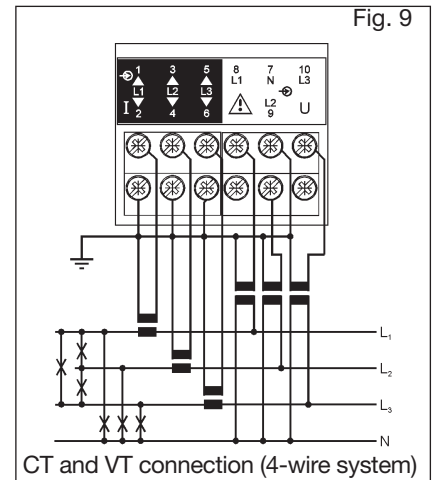 Fig. 9
1 3 5 8 7 10
L1 L2 L3 L1 N L3
I U
L2
2 4 6 9
L1
L2
L3
N
CT and VT connection (4-wire system)